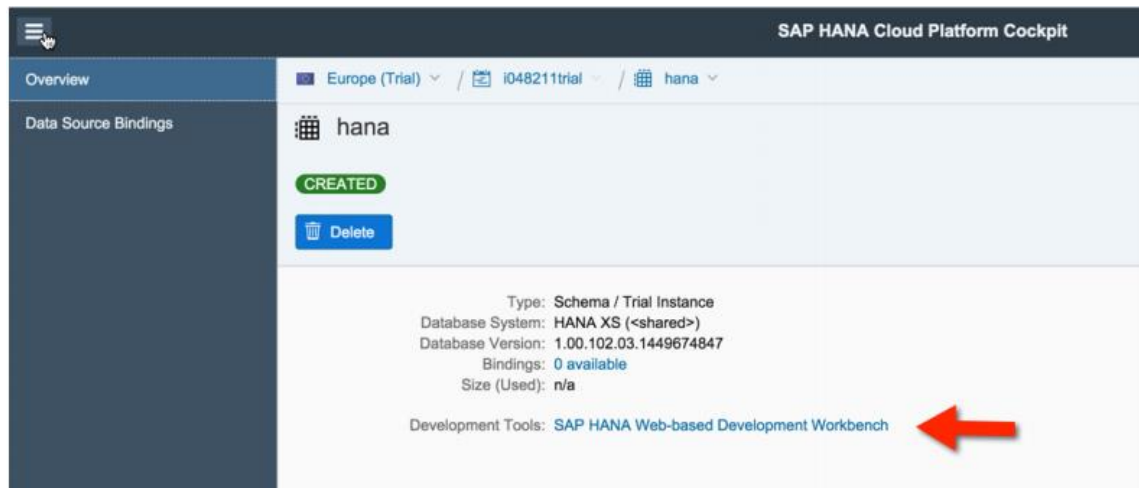 SAP HANA Cloud Platform Cockpit
Overview
Data Source Bindings
Europe (Trial) / i048211trial / hana
hana
CREATED
Delete
Type: Schema / Trial Instance
Database System: HANA XS (<shared>)
Database Version: 1.00.102.03.1449674847
Bindings: 0 available
Size (Used): n/a
Development Tools: SAP HANA Web-based Development Workbench